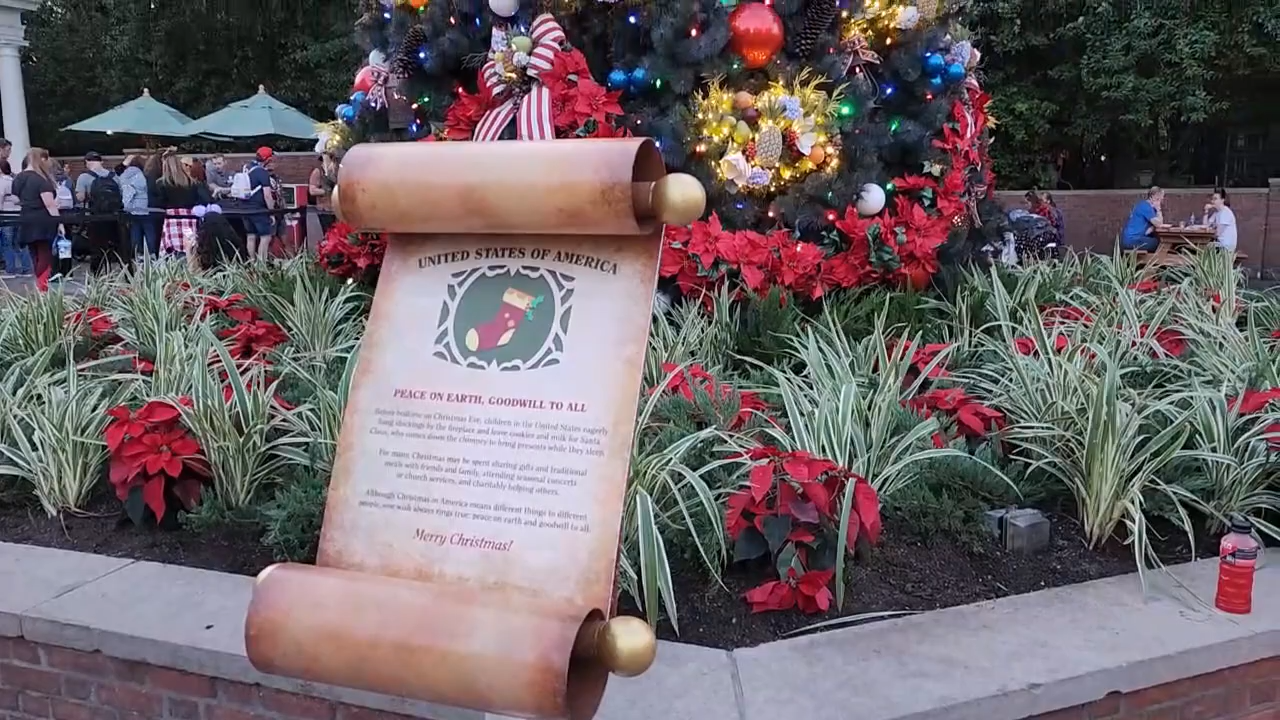 UNITED STATES OF AMERICA
PEACE ON EARTH, GOODWILL TO ALL
Before bedtime on Christmas Eve, children in the United States eagerly
hang stockings by the fireplace and leave cookies and milk for Santa
Claus, who comes down the chimney to bring presents while they sleep.
For many, Christmas may be spent sharing gifts and traditional
meals with friends and family, attending seasonal concerts
or church services, and charitably helping others.
Although Christmas in America means different things to different
people, one wish always rings true: peace on earth and goodwill to all.
Merry Christmas!